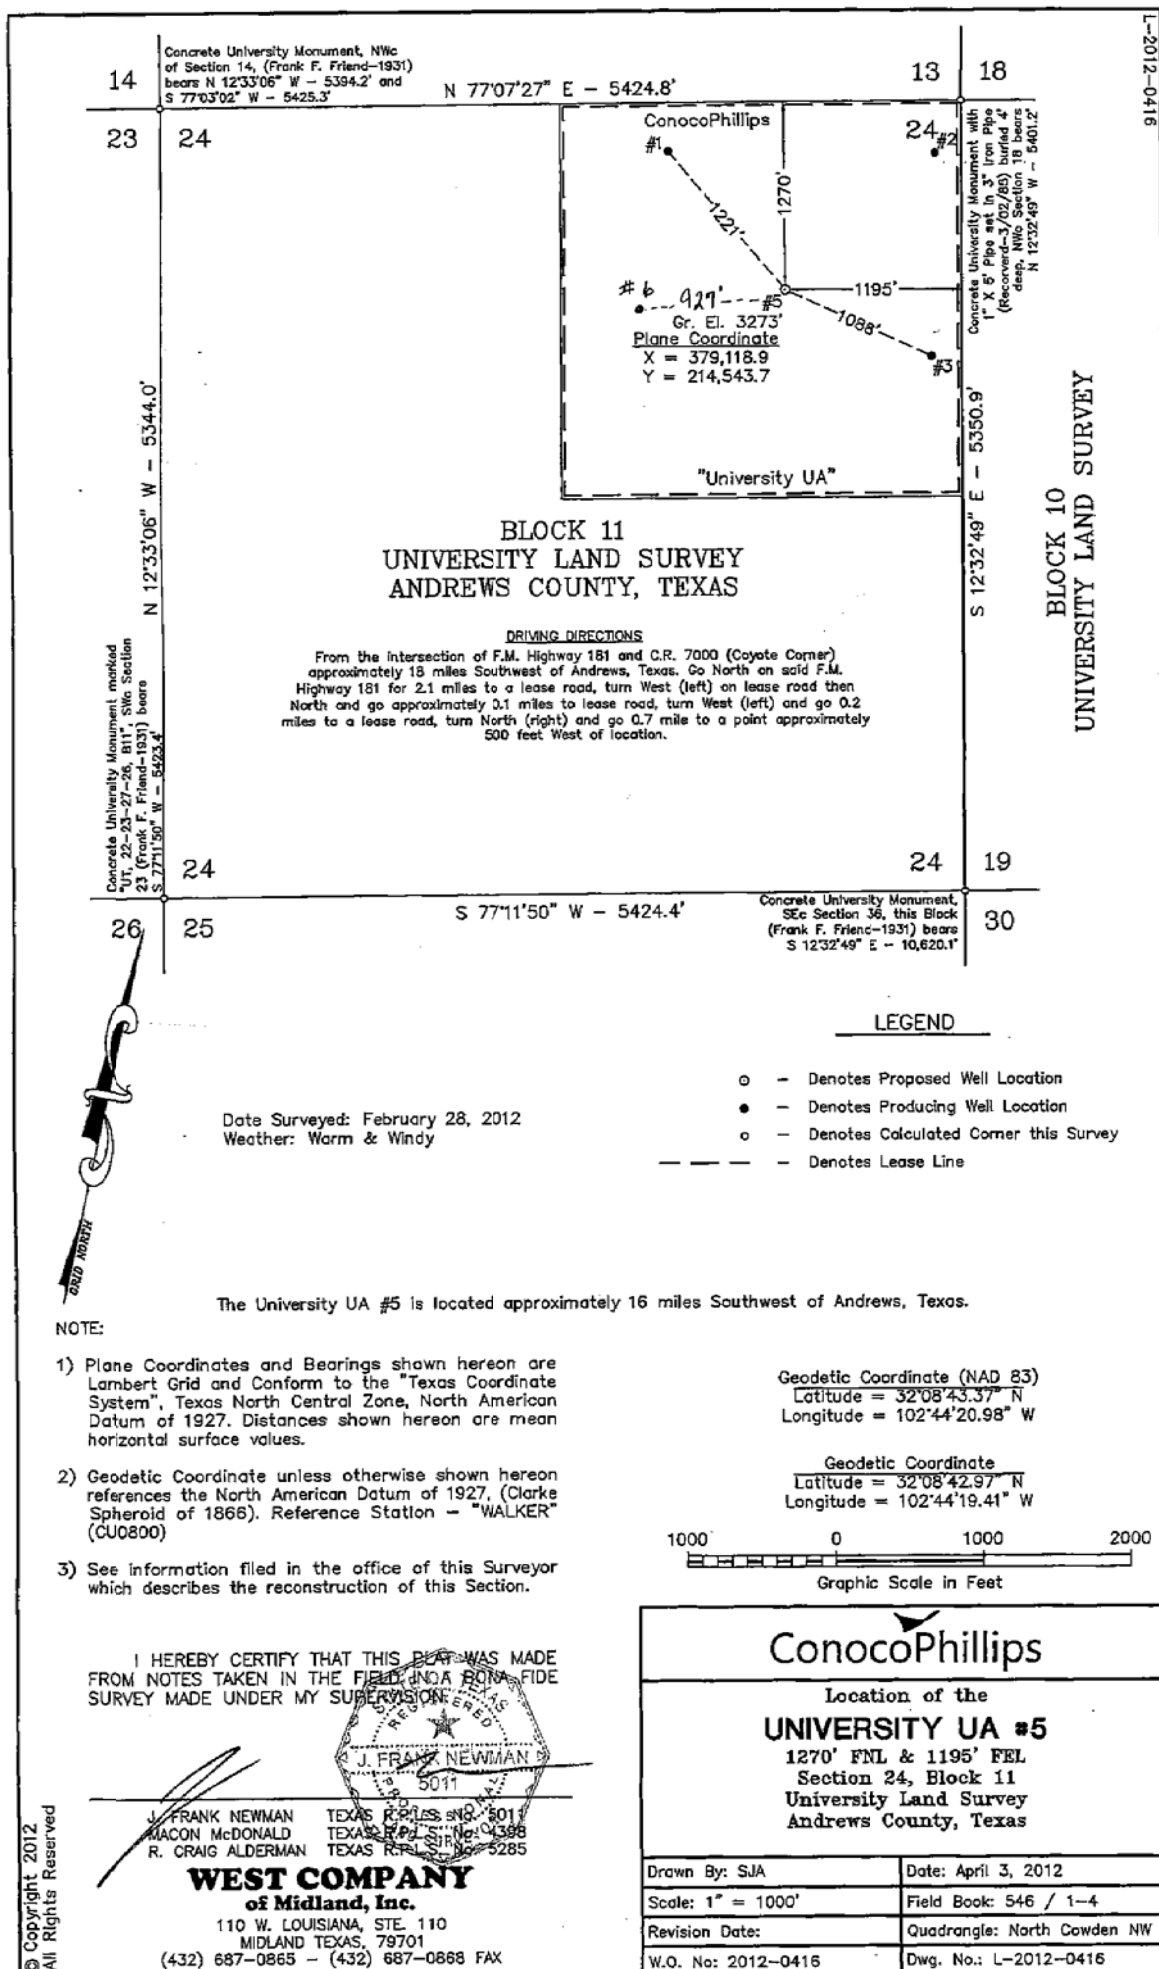 L-2012-0416
Concrete University Monument, NWc
of Section 14, (Frank F. Friend-1931)
bears N 12°33'06" W - 5394.2' and
S 77°03'02" W - 5425.3'
14
N 77°07'27" E - 5424.8'
13
18
23
24
ConocoPhillips
#1
24
#2
1270'
1221'
Concrete University Monument with
1" X 5' Pipe set in 3" Iron Pipe
(Recovered-3/02/85) buried 4'
deep, NWc Section 18 bears
N 12°32'49" W - 5401.2'
1195'
# 6
927'
#5
1088'
#3
Gr. El. 3273'
Plane Coordinate
X = 379,118.9
Y = 214,543.7
"University UA"
N 12°33'06" W - 5344.0'
S 12°32'49" E - 5350.9'
BLOCK 10
UNIVERSITY LAND SURVEY
BLOCK 11
UNIVERSITY LAND SURVEY
ANDREWS COUNTY, TEXAS
DRIVING DIRECTIONS
From the intersection of F.M. Highway 181 and C.R. 7000 (Coyote Corner)
approximately 18 miles Southwest of Andrews, Texas. Go North on said F.M.
Highway 181 for 2.1 miles to a lease road, turn West (left) on lease road then
North and go approximately 0.1 miles to lease road, turn West (left) and go 0.2
miles to a lease road, turn North (right) and go 0.7 mile to a point approximately
500 feet West of location.
Concrete University Monument marked
"UT, 22-23-27-26, B11", SWc Section
23 (Frank F. Friend-1931) bears
S 77°11'50" W - 5423.4'
24
24
19
26
25
S 77°11'50" W - 5424.4'
Concrete University Monument,
SEc Section 36, this Block
(Frank F. Friend-1931) bears
S 12°32'49" E - 10,620.1'
30
GRID NORTH
LEGEND
- Denotes Proposed Well Location
- Denotes Producing Well Location
- Denotes Calculated Corner this Survey
- Denotes Lease Line
Date Surveyed: February 28, 2012
Weather: Warm & Windy
The University UA #5 is located approximately 16 miles Southwest of Andrews, Texas.
NOTE:
1) Plane Coordinates and Bearings shown hereon are
Lambert Grid and Conform to the "Texas Coordinate
System", Texas North Central Zone, North American
Datum of 1927. Distances shown hereon are mean
horizontal surface values.
2) Geodetic Coordinate unless otherwise shown hereon
references the North American Datum of 1927, (Clarke
Spheroid of 1866). Reference Station - "WALKER"
(CU0800)
3) See information filed in the office of this Surveyor
which describes the reconstruction of this Section.
Geodetic Coordinate (NAD 83)
Latitude = 32°08'43.37" N
Longitude = 102°44'20.98" W
Geodetic Coordinate
Latitude = 32°08'42.97" N
Longitude = 102°44'19.41" W
1000 0 1000 2000
Graphic Scale in Feet
I HEREBY CERTIFY THAT THIS PLAT WAS MADE
FROM NOTES TAKEN IN THE FIELD IN A BONA FIDE
SURVEY MADE UNDER MY SUPERVISION.
REGISTERED
J. FRANK NEWMAN
5011
J. FRANK NEWMAN TEXAS R.P.L.S. No. 5011
MACON McDONALD TEXAS R.P.L.S. No. 4398
R. CRAIG ALDERMAN TEXAS R.P.L.S. No. 5285
WEST COMPANY
of Midland, Inc.
110 W. LOUISIANA, STE. 110
MIDLAND TEXAS, 79701
(432) 687-0865 - (432) 687-0868 FAX
© Copyright 2012
All Rights Reserved
ConocoPhillips
Location of the
UNIVERSITY UA #5
1270' FNL & 1195' FEL
Section 24, Block 11
University Land Survey
Andrews County, Texas
Drawn By: SJA
Date: April 3, 2012
Scale: 1" = 1000'
Field Book: 546 / 1-4
Revision Date:
Quadrangle: North Cowden NW
W.O. No: 2012-0416
Dwg. No.: L-2012-0416